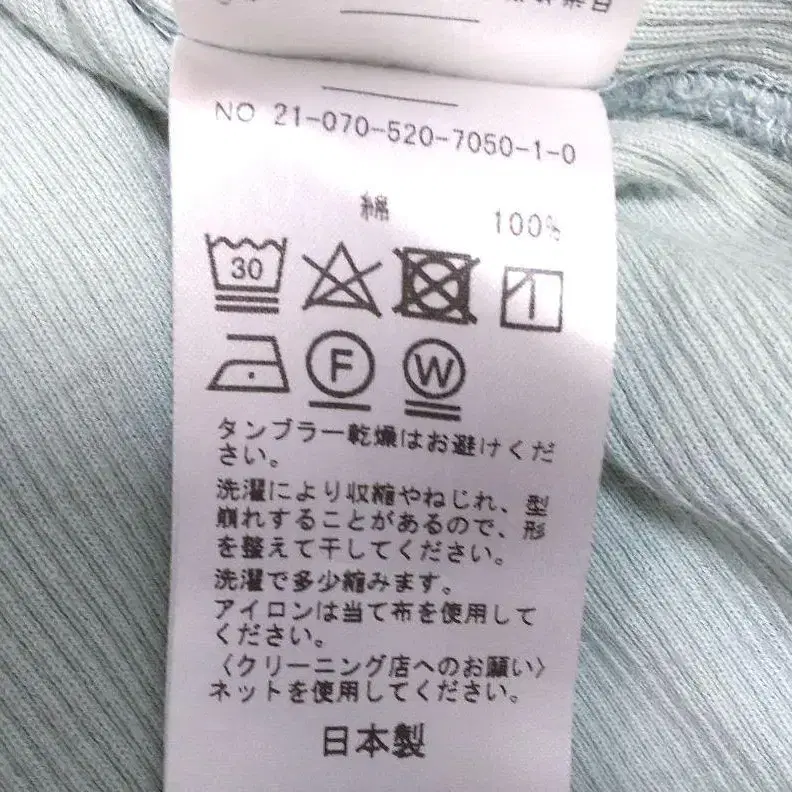 NO 21-070-520-7050-1-0
綿 100%
30
F W
タンブラー乾燥はお避けくだ
さい。
洗濯により収縮やねじれ、型
崩れすることがあるので、形
を整えて干してください。
洗濯で多少縮みます。
アイロンは当て布を使用して
ください。
〈クリーニング店へのお願い〉
ネットを使用してください。
日本製